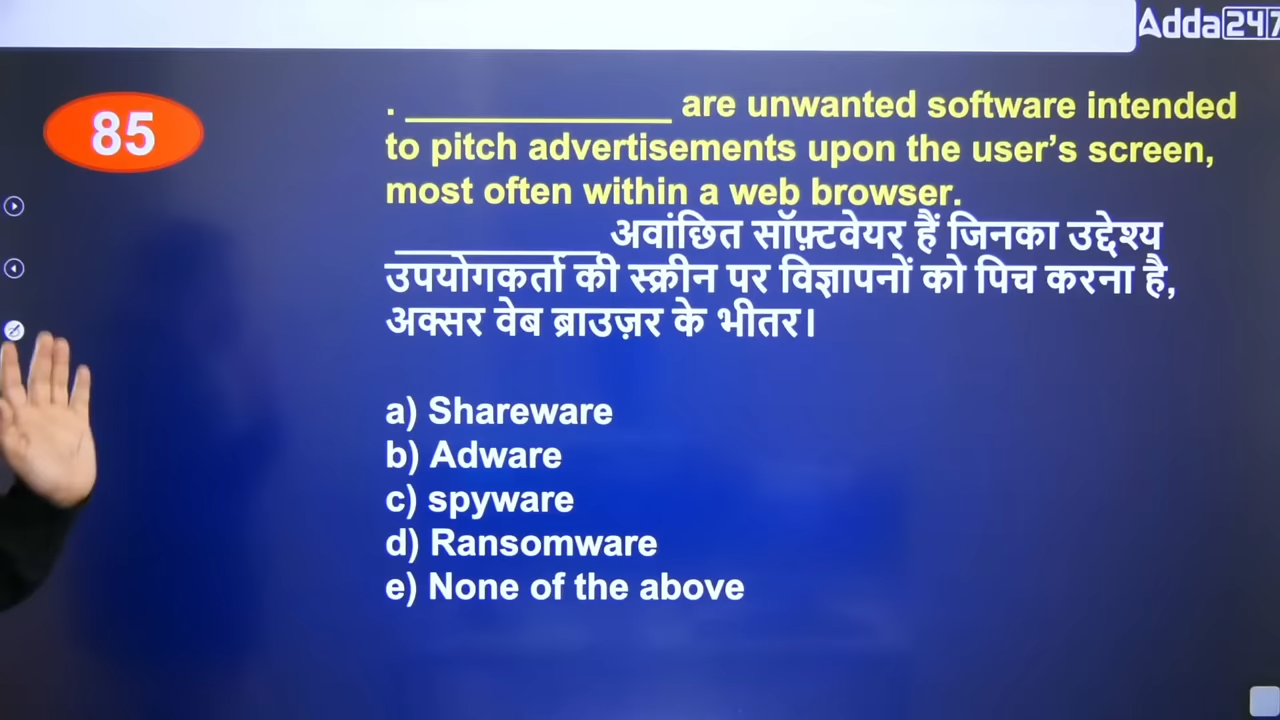 Adda247
85
. _____________ are unwanted software intended
to pitch advertisements upon the user's screen,
most often within a web browser.
__________ अवांछित सॉफ़्टवेयर हैं जिनका उद्देश्य
उपयोगकर्ता की स्क्रीन पर विज्ञापनों को पिच करना है,
अक्सर वेब ब्राउज़र के भीतर।
a) Shareware
b) Adware
c) spyware
d) Ransomware
e) None of the above